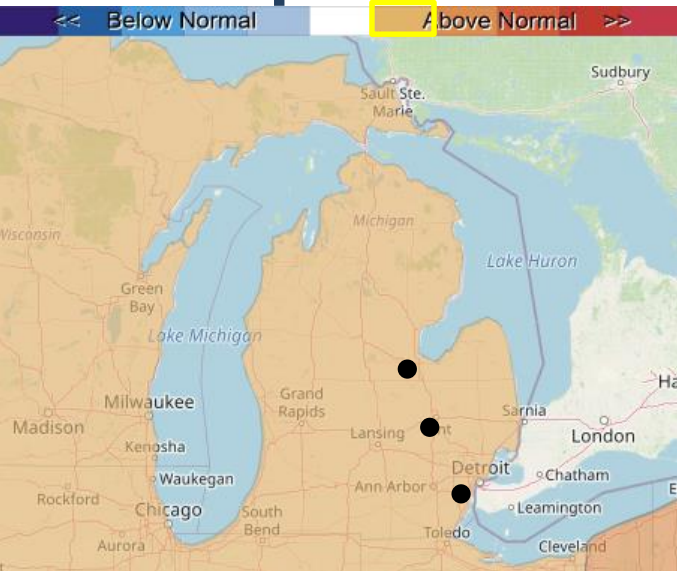 << Below Normal Above Normal >>
Sudbury
Sault Ste.
Marie
Michigan
Wisconsin
Lake Huron
Green
Bay
Lake Michigan
Ha
Milwaukee
Grand
Rapids
Sarnia
Madison
Lansing
nt
London
Kenosha
Detroit
Waukegan
Ann Arbor
Chatham
E
Rockford
Chicago
South
Bend
Leamington
Toledo
Aurora
Cleveland